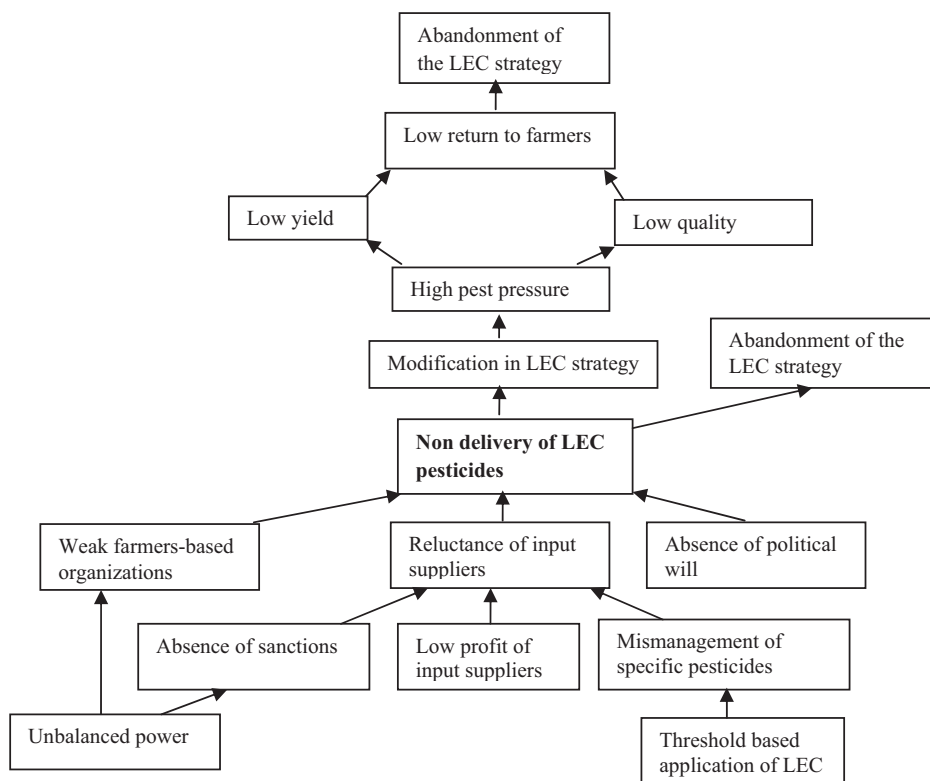 Abandonment of
the LEC strategy
Low return to farmers
Low yield
Low quality
High pest pressure
Abandonment of the
LEC strategy
Modification in LEC strategy
Non delivery of LEC
pesticides
Weak farmers-based
organizations
Reluctance of input
suppliers
Absence of political
will
Absence of sanctions
Low profit of
input suppliers
Mismanagement of
specific pesticides
Unbalanced power
Threshold based
application of LEC